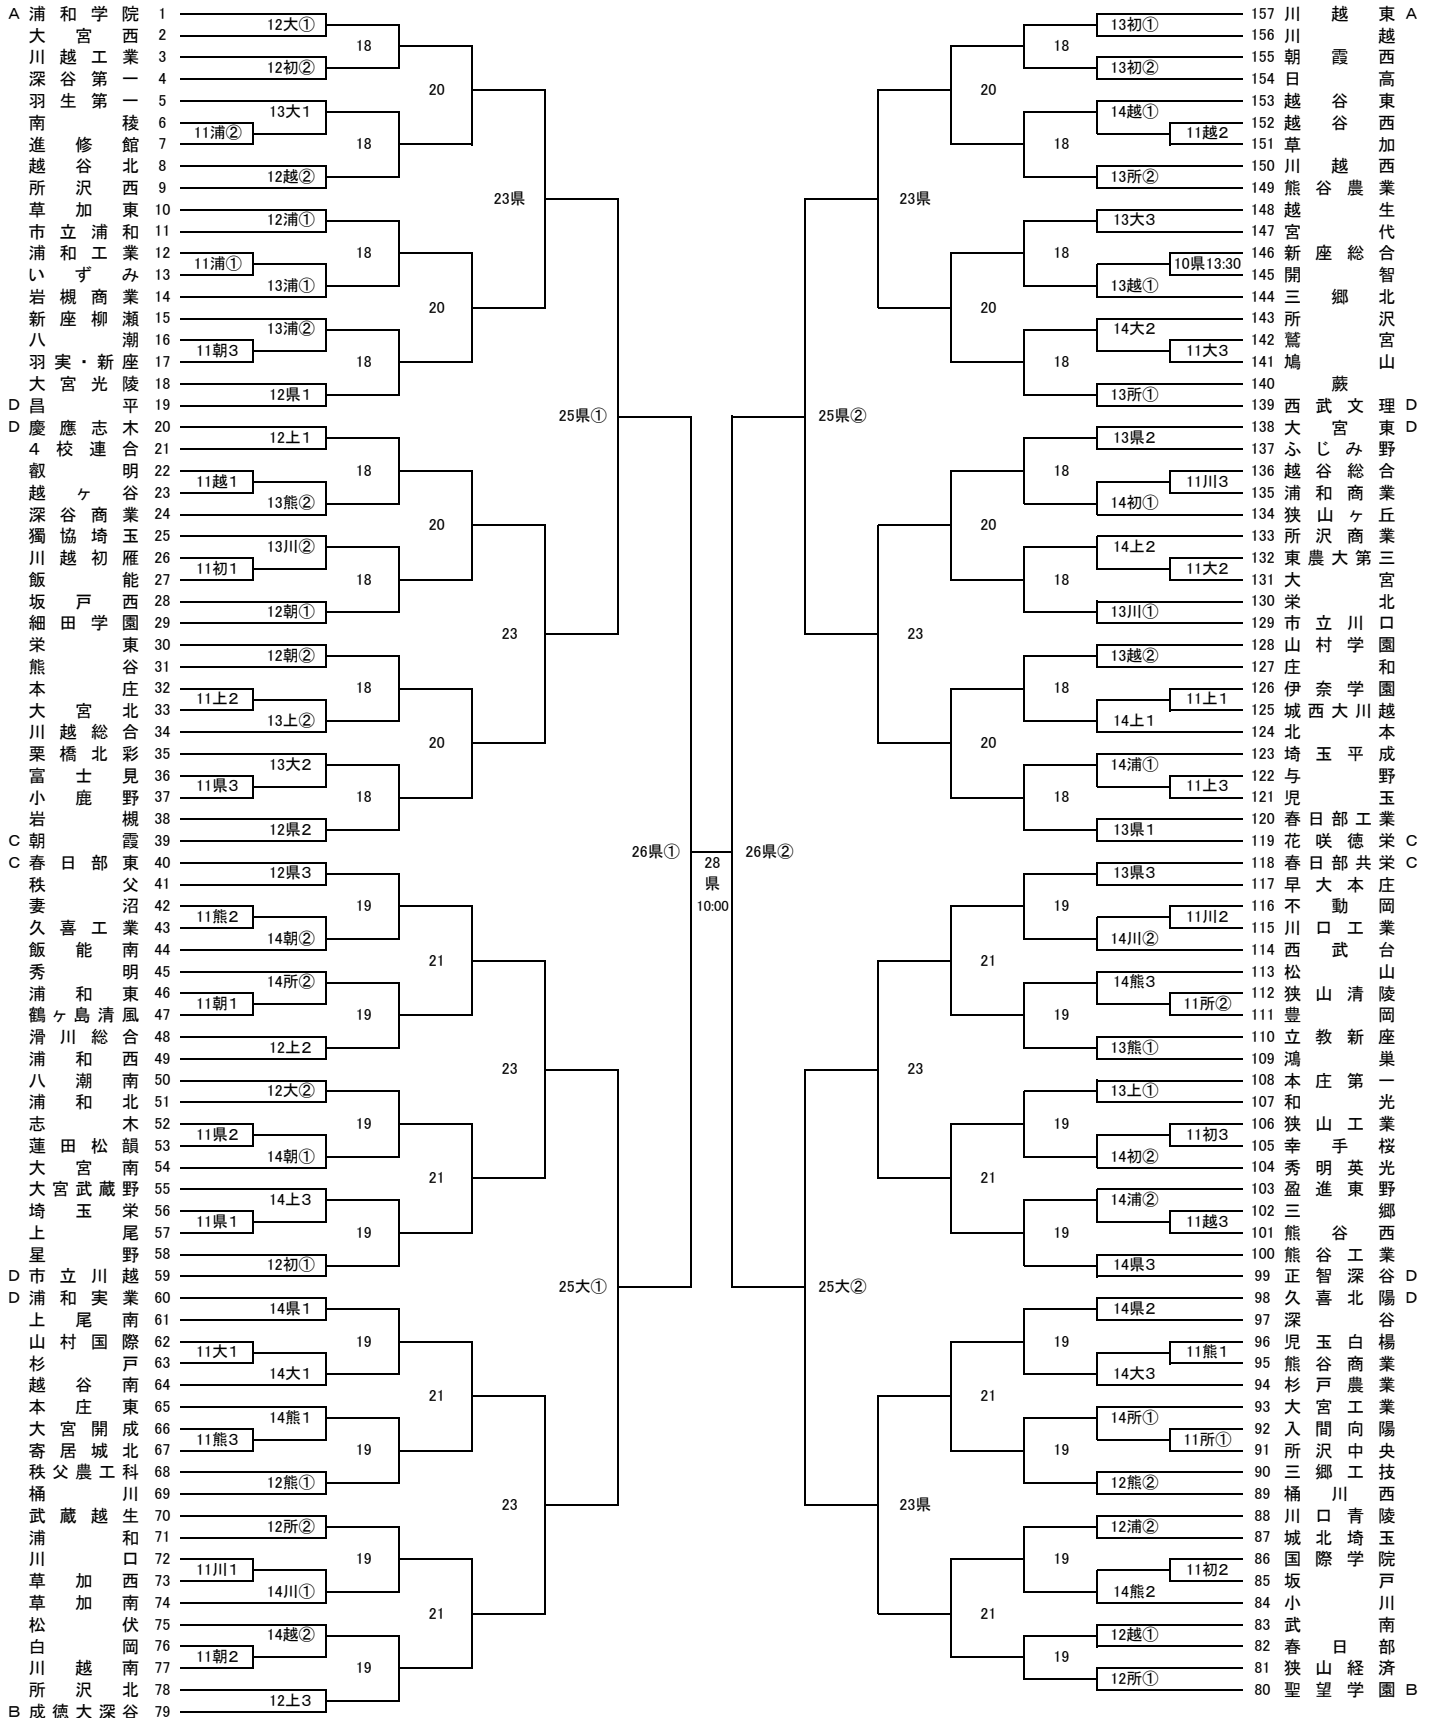 A 浦和学院 1
大宮西 2
川越工業 3
深谷第一 4
羽生第一 5
南稜 6
進修館 7
越谷北 8
所沢西 9
草加東 10
市立浦和 11
浦和工業 12
いずみ 13
岩槻商業 14
新座柳瀬 15
八潮 16
羽実・新座 17
大宮光陵 18
D 昌平 19
D 慶應志木 20
4校連合 21
叡明 22
越ヶ谷 23
深谷商業 24
獨協埼玉 25
川越初雁 26
飯能 27
坂戸西 28
細田学園 29
栄東 30
熊谷 31
本庄 32
大宮北 33
川越総合 34
栗橋北彩 35
富士見 36
小鹿野 37
岩槻 38
C 朝霞 39
C 春日部東 40
秩父 41
妻沼 42
久喜工業 43
飯能南 44
秀明 45
浦和東 46
鶴ヶ島清風 47
滑川総合 48
浦和西 49
八潮南 50
浦和北 51
志木 52
蓮田松韻 53
大宮南 54
大宮武蔵野 55
埼玉栄 56
上尾 57
星野 58
D 市立川越 59
D 浦和実業 60
上尾南 61
山村国際 62
杉戸 63
越谷南 64
本庄東 65
大宮開成 66
寄居城北 67
秩父農工科 68
桶川 69
武蔵越生 70
浦和 71
川口 72
草加西 73
草加南 74
松伏 75
白岡 76
川越南 77
所沢北 78
B 成徳大深谷 79
11浦②
11浦①
11朝3
11越1
11初1
11上2
11県3
11熊2
11朝1
11県2
11県1
11大1
11熊3
11川1
11朝2
12大①
12初②
13大1
12越②
12浦①
13浦①
13浦②
12県1
12上1
13熊②
13川②
12朝①
12朝②
13上②
13大2
12県2
12県3
14朝②
14所②
12上2
12大②
14朝①
14上3
12初①
14県1
14大1
14熊1
12熊①
12所②
14川①
14越②
12上3
18
18
18
18
18
18
18
18
19
19
19
19
19
19
19
19
20
20
20
20
21
21
21
21
23県
23
23
23
25県①
25大①
26県①
28
県
10:00
26県②
25県②
25大②
23県
23
23
23県
20
20
20
20
21
21
21
21
18
18
18
18
18
18
18
18
19
19
19
19
19
19
19
19
13初①
13初②
14越①
13所②
13大3
13越①
14大2
13所①
13県2
14初①
14上2
13川①
13越②
14上1
14浦①
13県1
13県3
14川②
14熊3
13熊①
13上①
14初②
14浦②
14県3
14県2
14大3
14所①
12熊②
12浦②
14熊2
12越①
12所①
11越2
10県13:30
11大3
11川3
11大2
11上1
11上3
11川2
11所②
11初3
11越3
11熊1
11所①
11初2
157 川越東 A
156 川越
155 朝霞西
154 日高
153 越谷東
152 越谷西
151 草加
150 川越西
149 熊谷農業
148 越生
147 宮代
146 新座総合
145 開智
144 三郷北
143 所沢
142 鷲宮
141 鳩山
140 蕨
139 西武文理 D
138 大宮東 D
137 ふじみ野
136 越谷総合
135 浦和商業
134 狭山ヶ丘
133 所沢商業
132 東農大第三
131 大宮
130 栄北
129 市立川口
128 山村学園
127 庄和
126 伊奈学園
125 城西大川越
124 北本
123 埼玉平成
122 与野
121 児玉
120 春日部工業
119 花咲徳栄 C
118 春日部共栄 C
117 早大本庄
116 不動岡
115 川口工業
114 西武台
113 松山
112 狭山清陵
111 豊岡
110 立教新座
109 鴻巣
108 本庄第一
107 和光
106 狭山工業
105 幸手桜
104 秀明英光
103 盈進東野
102 三郷
101 熊谷西
100 熊谷工業
99 正智深谷 D
98 久喜北陽 D
97 深谷
96 児玉白楊
95 熊谷商業
94 杉戸農業
93 大宮工業
92 入間向陽
91 所沢中央
90 三郷工技
89 桶川西
88 川口青陵
87 城北埼玉
86 国際学院
85 坂戸
84 小川
83 武南
82 春日部
81 狭山経済
80 聖望学園 B